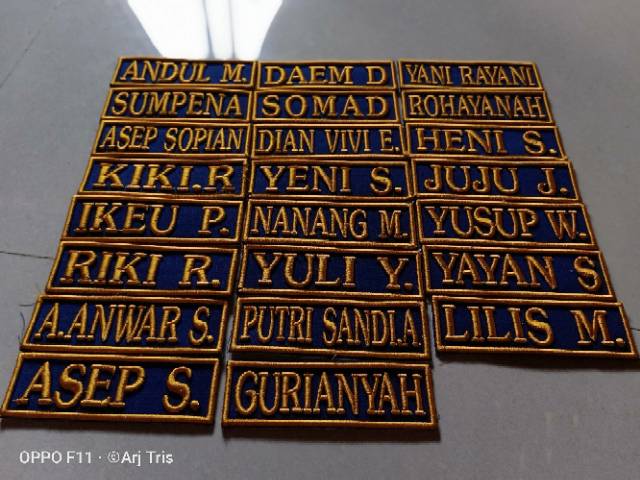 ANDUL M. DAEM D YANI RAYANI
SUMPENA SOMAD ROHAYANAH
ASEP SOPIAN DIAN VIVI E. HENI S.
KIKI.R YENI S. JUJU J.
IKEU P. NANANG M. YUSUP W.
RIKI R. YULI Y. YAYAN S
A.ANWAR S. PUTRI SANDI.A LILIS M.
ASEP S. GURIANYAH
OPPO F11 · ©Arj Tris